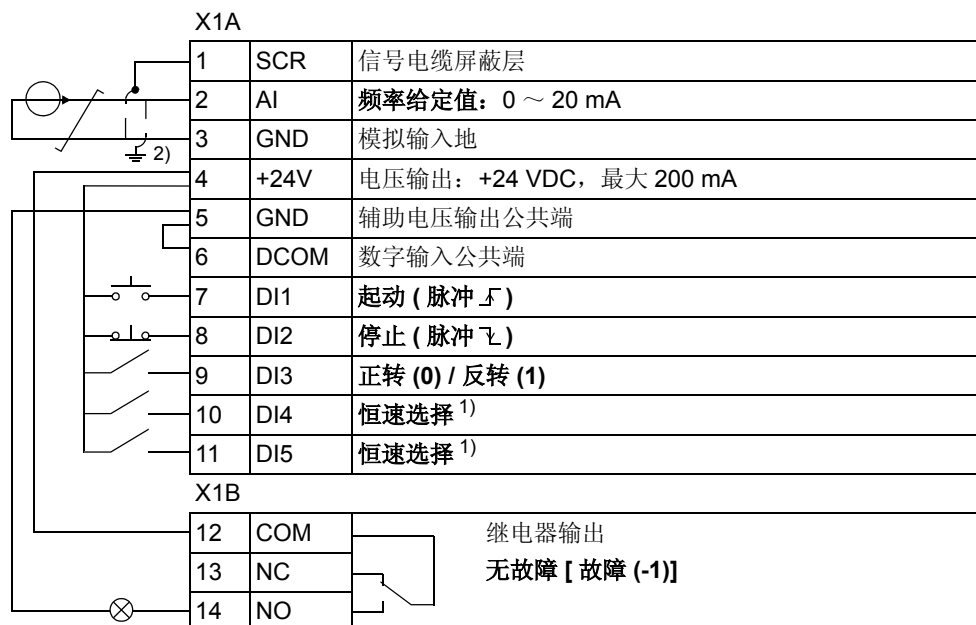 X1A
1 SCR 信号电缆屏蔽层
2 AI 频率给定值：0 ～ 20 mA
3 GND 模拟输入地
2)
4 +24V 电压输出：+24 VDC，最大 200 mA
5 GND 辅助电压输出公共端
6 DCOM 数字输入公共端
7 DI1 起动 ( 脉冲 )
8 DI2 停止 ( 脉冲 )
9 DI3 正转 (0) / 反转 (1)
10 DI4 恒速选择 1)
11 DI5 恒速选择 1)
X1B
12 COM 继电器输出
13 NC 无故障 [ 故障 (-1)]
14 NO